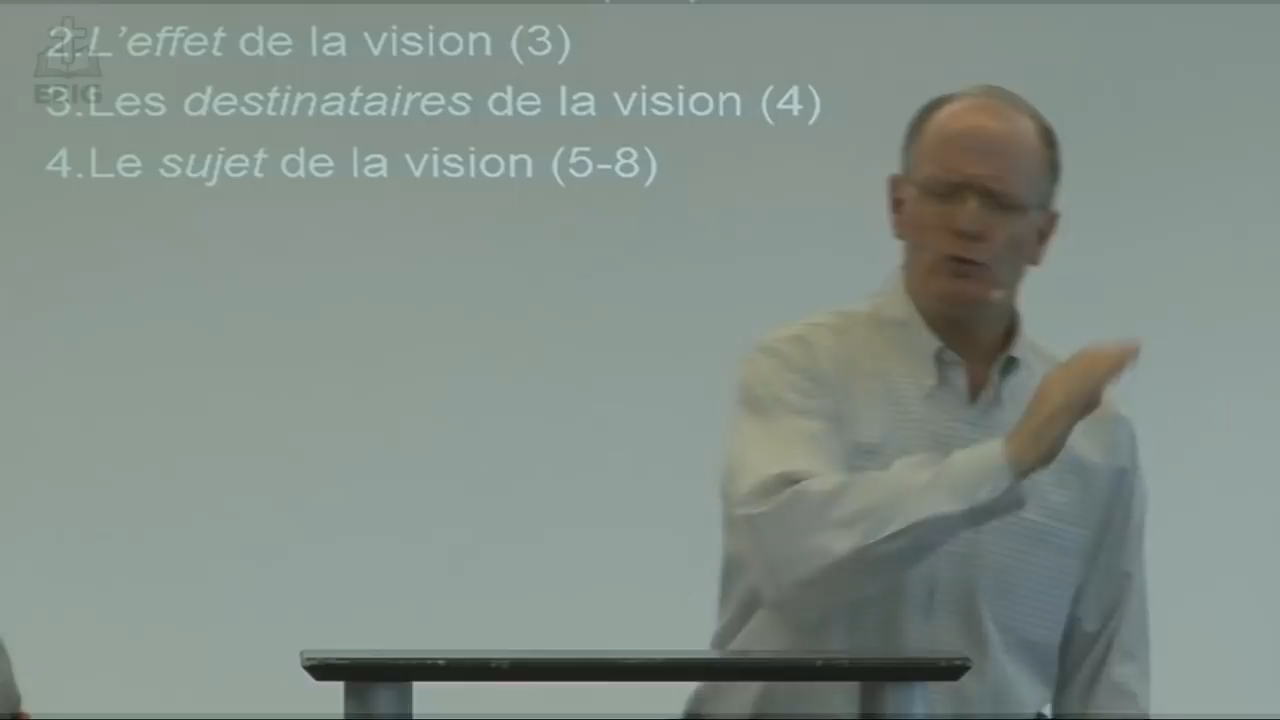 2.L'effet de la vision (3)
3.Les destinataires de la vision (4)
4.Le sujet de la vision (5-8)